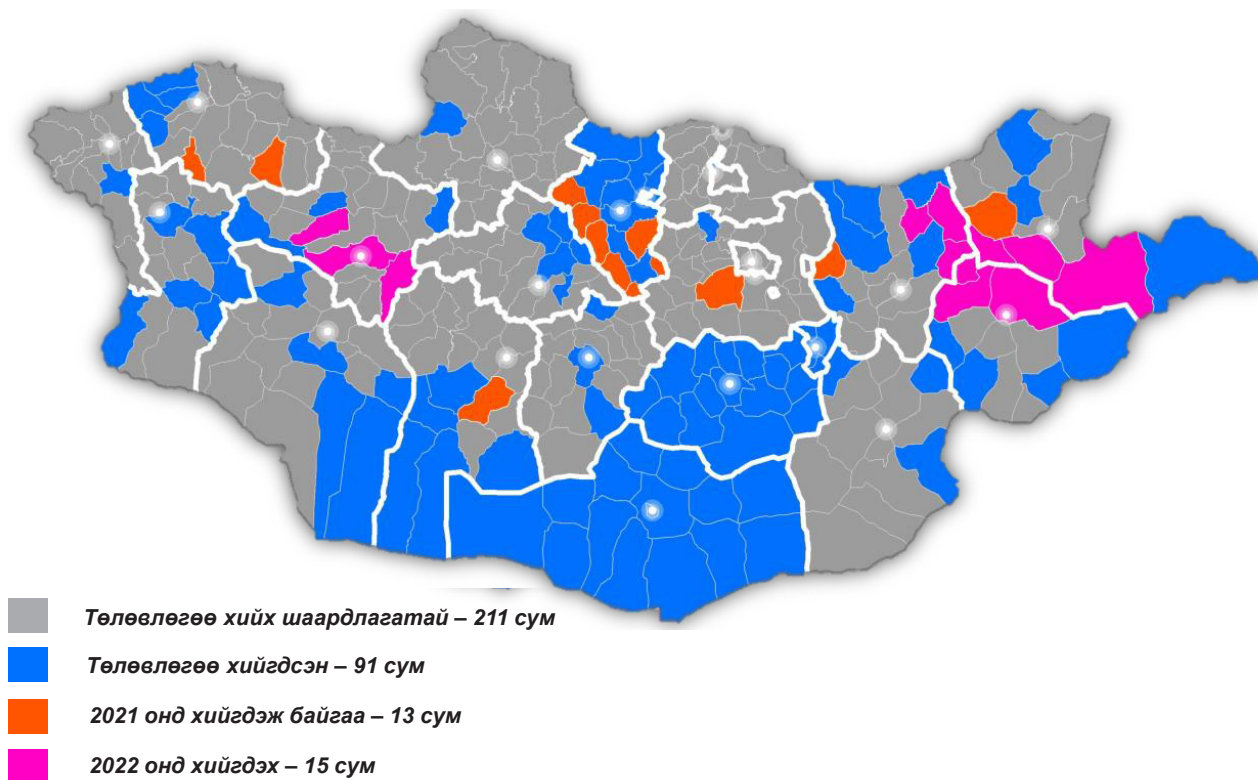 Төлөвлөгөө хийх шаардлагатай – 211 сум
Төлөвлөгөө хийгдсэн – 91 сум
2021 онд хийгдэж байгаа – 13 сум
2022 онд хийгдэх – 15 сум